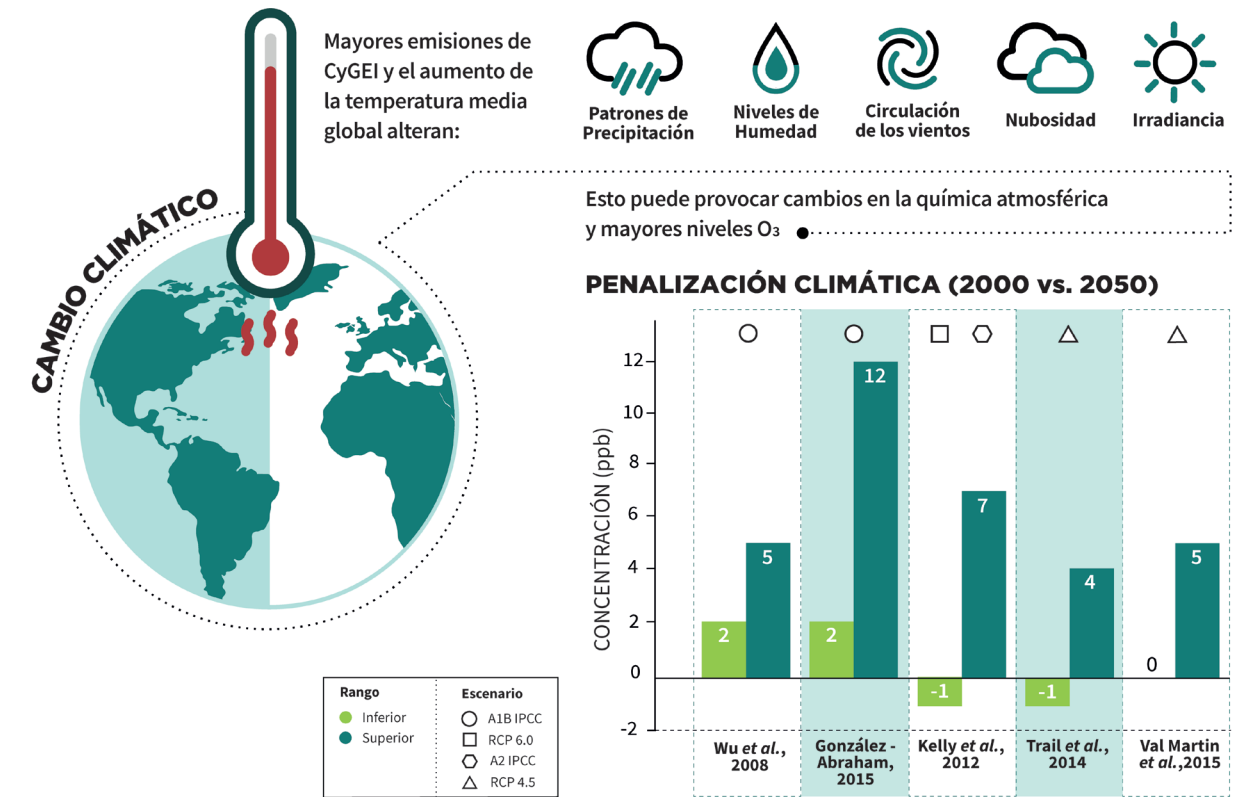 Mayores emisiones de
CyGEI y el aumento de
la temperatura media
global alteran:
Patrones de
Precipitación
Niveles de
Humedad
Circulación
de los vientos
Nubosidad
Irradiancia
Esto puede provocar cambios en la química atmosférica
y mayores niveles O₃
CAMBIO CLIMÁTICO
PENALIZACIÓN CLIMÁTICA (2000 vs. 2050)
CONCENTRACIÓN (ppb)
12
10
8
6
4
2
0
-2
2
5
2
12
-1
7
-1
4
0
5
Wu et al.,
2008
González -
Abraham,
2015
Kelly et al.,
2012
Trail et al.,
2014
Val Martin
et al.,2015
Rango
Inferior
Superior
Escenario
A1B IPCC
RCP 6.0
A2 IPCC
RCP 4.5